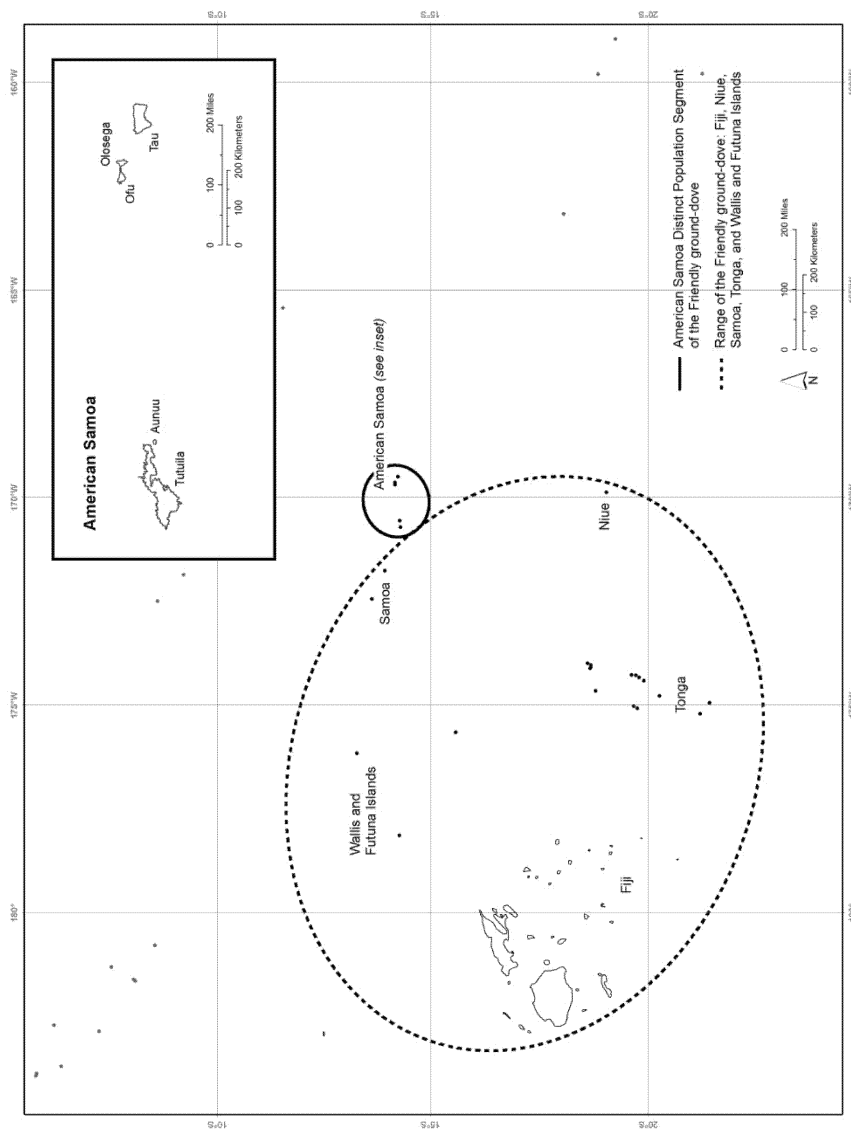 180°
175°W
170°W
165°W
160°W
American Samoa
Olosega
Ofu
Aunuu
Tau
Tutuila
0 100 200 Miles
0 100 200 Kilometers
10°S
10°S
Wallis and
Futuna Islands
Samoa
American Samoa (see inset)
15°S
15°S
Fiji
Niue
Tonga
20°S
20°S
American Samoa Distinct Population Segment
of the Friendly ground-dove
Range of the Friendly ground-dove: Fiji, Niue,
Samoa, Tonga, and Wallis and Futuna Islands
N
0 100 200 Miles
0 100 200 Kilometers